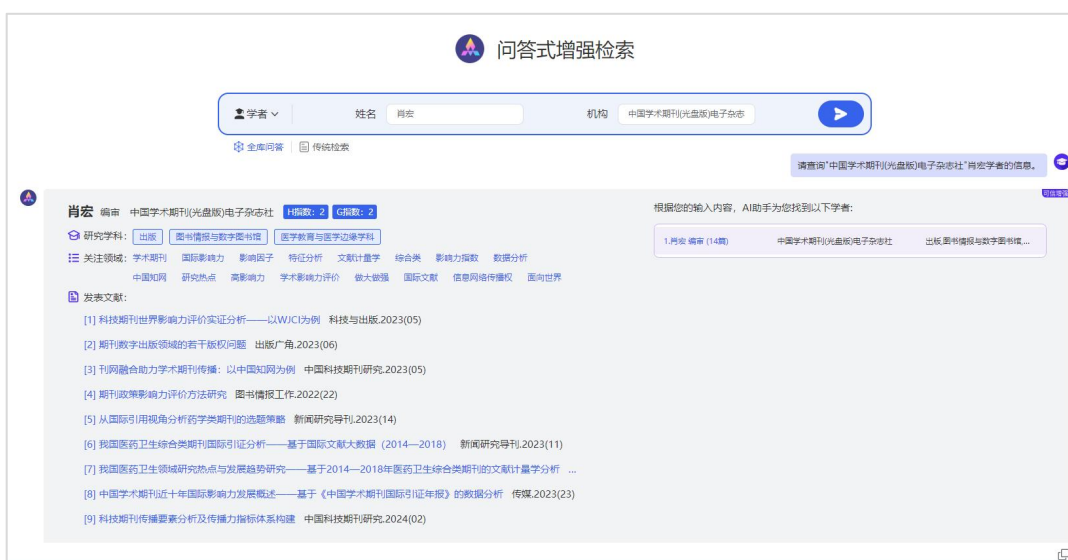 问答式增强检索
学者 姓名 肖宏 机构 中国学术期刊(光盘版)电子杂志
全库问答 传统检索
请查询"中国学术期刊(光盘版)电子杂志社"肖宏学者的信息。
可信增强
肖宏 编审 中国学术期刊(光盘版)电子杂志社 H指数：2 G指数：2
研究学科： 出版 图书情报与数字图书馆 医学教育与医学边缘学科
关注领域： 学术期刊 国际影响力 影响因子 特征分析 文献计量学 综合类 影响力指数 数据分析
中国知网 研究热点 高影响力 学术影响力评价 做大做强 国际文献 信息网络传播权 面向世界
发表文献：
[1] 科技期刊世界影响力评价实证分析——以WJCI为例 科技与出版.2023(05)
[2] 期刊数字出版领域的若干版权问题 出版广角.2023(06)
[3] 刊网融合助力学术期刊传播：以中国知网为例 中国科技期刊研究.2023(05)
[4] 期刊政策影响力评价方法研究 图书情报工作.2022(22)
[5] 从国际引用视角分析药学类期刊的选题策略 新闻研究导刊.2023(14)
[6] 我国医药卫生综合类期刊国际引证分析——基于国际文献大数据（2014—2018） 新闻研究导刊.2023(11)
[7] 我国医药卫生领域研究热点与发展趋势研究——基于2014—2018年医药卫生综合类期刊的文献计量学分析 ...
[8] 中国学术期刊近十年国际影响力发展概述——基于《中国学术期刊国际引证年报》的数据分析 传媒.2023(23)
[9] 科技期刊传播要素分析及传播力指标体系构建 中国科技期刊研究.2024(02)
根据您的输入内容，AI助手为您找到以下学者：
1.肖宏 编审 (14篇) 中国学术期刊(光盘版)电子杂志社 出版,图书情报与数字图书馆,...